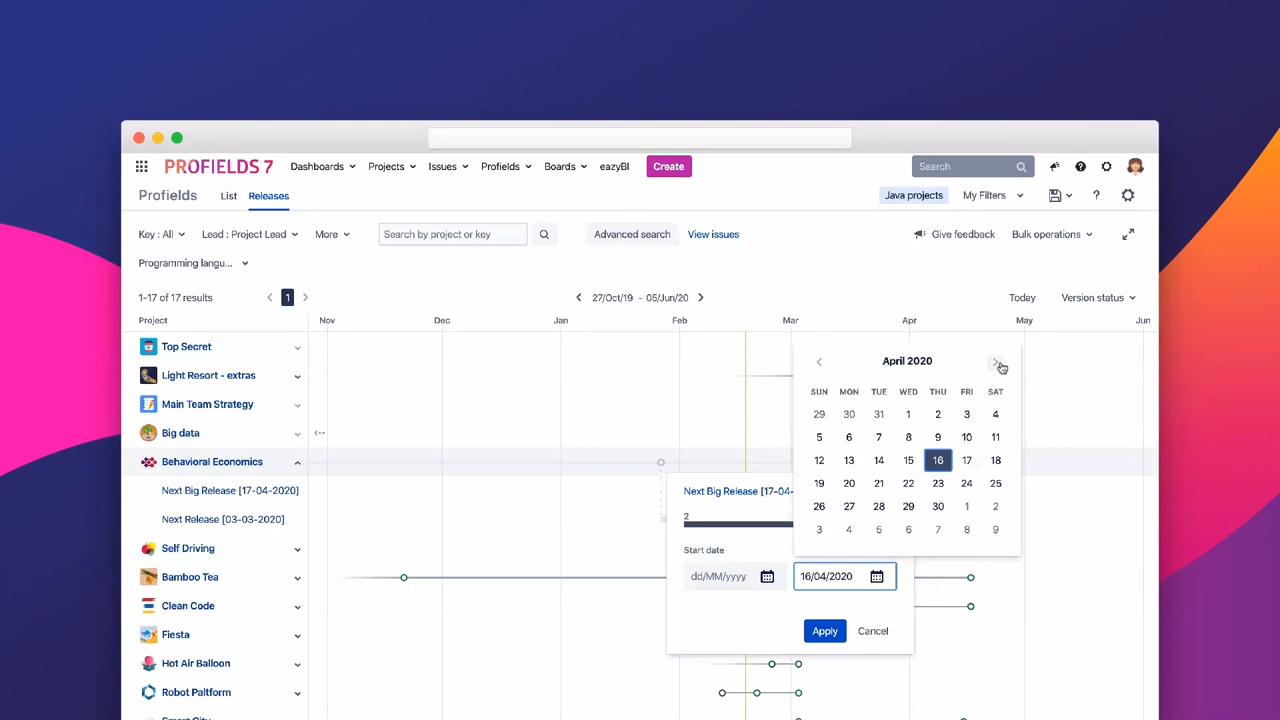 PROFIELDS 7 Dashboards Projects Issues Profields Boards eazyBI Create Search
Profields List Releases Java projects My Filters ?
Key : All Lead : Project Lead More Search by project or key Advanced search View issues Give feedback Bulk operations
Programming langu...
1-17 of 17 results 1 27/Oct/19 - 05/Jun/20 Today Version status
Project Nov Dec Jan Feb Mar Apr May Jun
Top Secret
Light Resort - extras
Main Team Strategy
Big data
Behavioral Economics
Next Big Release [17-04-2020]
Next Release [03-03-2020]
Self Driving
Bamboo Tea
Clean Code
Fiesta
Hot Air Balloon
Robot Paltform
Smart City
April 2020
SUN MON TUE WED THU FRI SAT
29 30 31 1 2 3 4
5 6 7 8 9 10 11
12 13 14 15 16 17 18
19 20 21 22 23 24 25
26 27 28 29 30 1 2
3 4 5 6 7 8 9
Next Big Release [17-04-
2
Start date
dd/MM/yyyy 16/04/2020
Apply Cancel